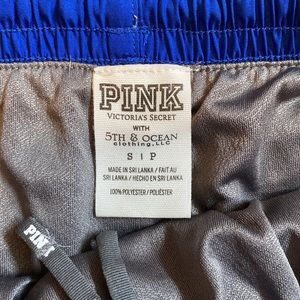 PINK
VICTORIA'S SECRET
WITH
5TH & OCEAN
clothing, LLC
S | P
MADE IN SRI LANKA / FAIT AU
SRI LANKA / HECHO EN SRI LANKA
100% POLYESTER / POLIÉSTER
PINK